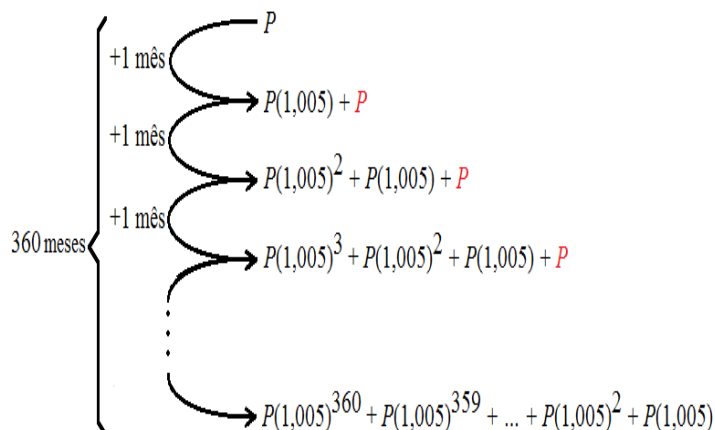 P
+1 mês
P(1,005) + P
+1 mês
P(1,005)² + P(1,005) + P
+1 mês
360 meses
P(1,005)³ + P(1,005)² + P(1,005) + P
P(1,005)³⁶⁰ + P(1,005)³⁵⁹ + ... + P(1,005)² + P(1,005)